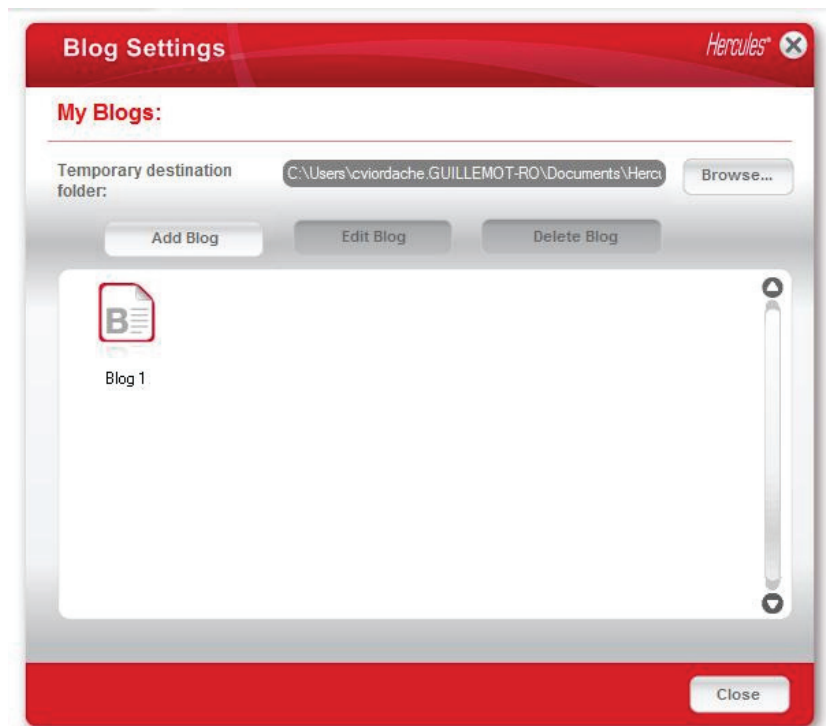 Blog Settings
Hercules®
My Blogs:
Temporary destination
folder:
C:\Users\cviordache.GUILLEMOT-RO\Documents\Hercu
Browse...
Add Blog
Edit Blog
Delete Blog
B
Blog 1
Close